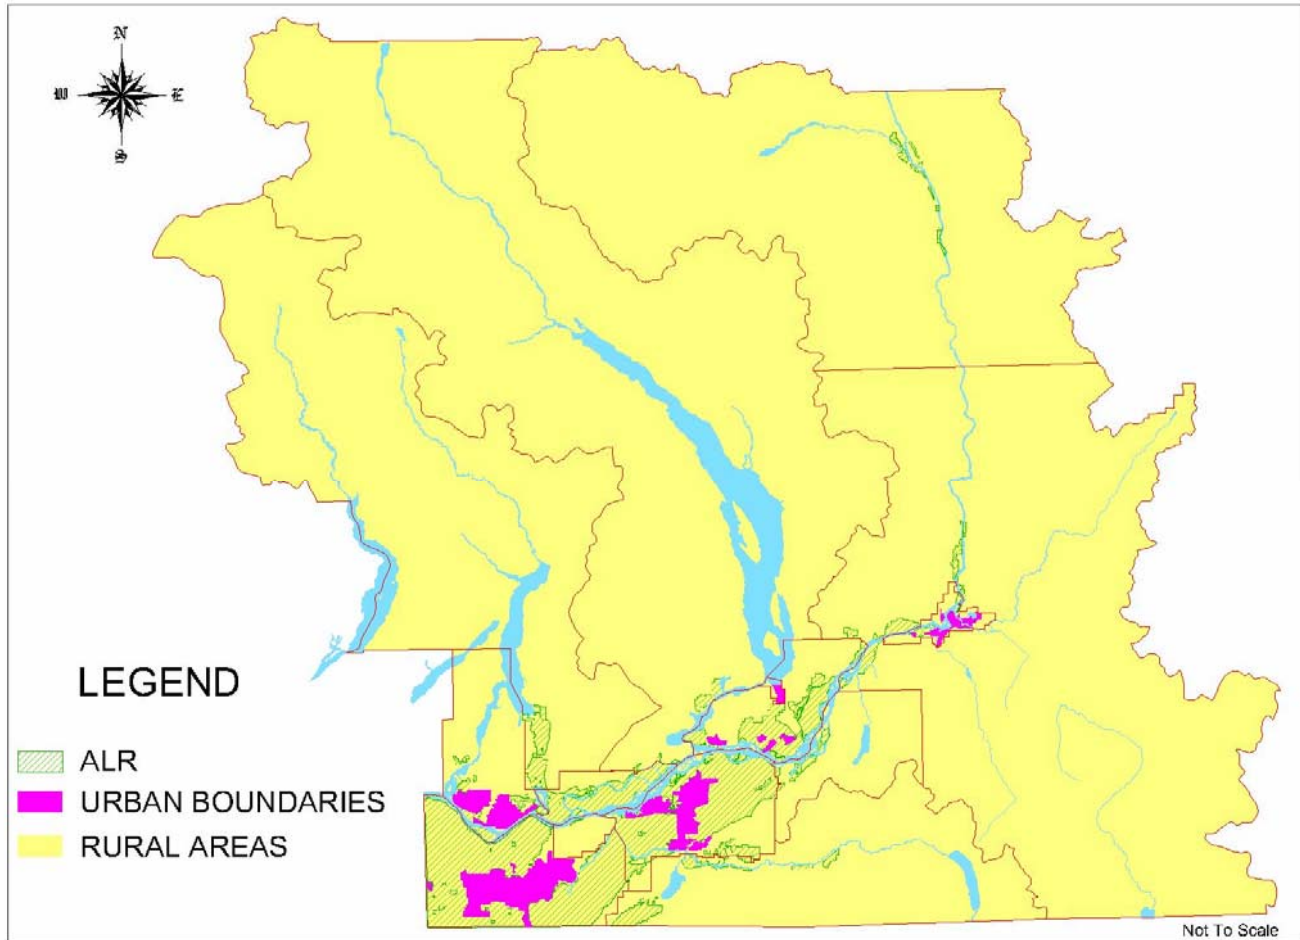 N
W E
S
LEGEND
ALR
URBAN BOUNDARIES
RURAL AREAS
Not To Scale